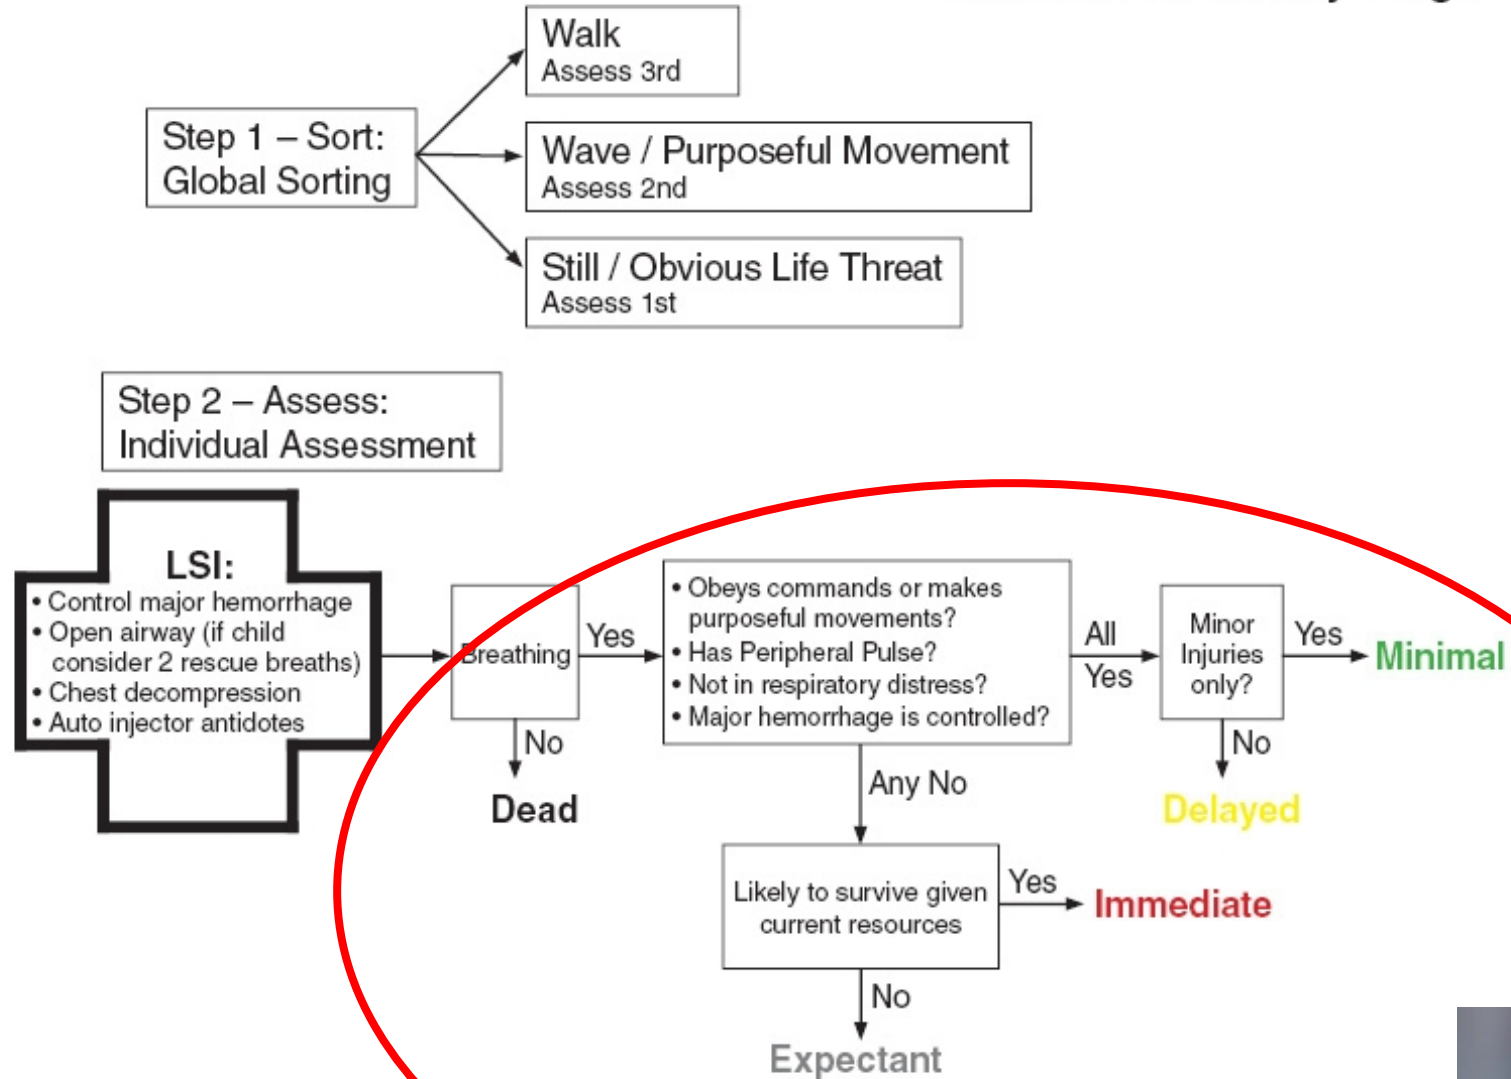 Walk
Assess 3rd
Step 1 – Sort:
Global Sorting
Wave / Purposeful Movement
Assess 2nd
Still / Obvious Life Threat
Assess 1st
Step 2 – Assess:
Individual Assessment
LSI:
• Control major hemorrhage
• Open airway (if child
consider 2 rescue breaths)
• Chest decompression
• Auto injector antidotes
Breathing
Yes
No
Dead
• Obeys commands or makes
purposeful movements?
• Has Peripheral Pulse?
• Not in respiratory distress?
• Major hemorrhage is controlled?
All
Yes
Minor
Injuries
only?
Yes
Minimal
No
Delayed
Any No
Likely to survive given
current resources
Yes
Immediate
No
Expectant